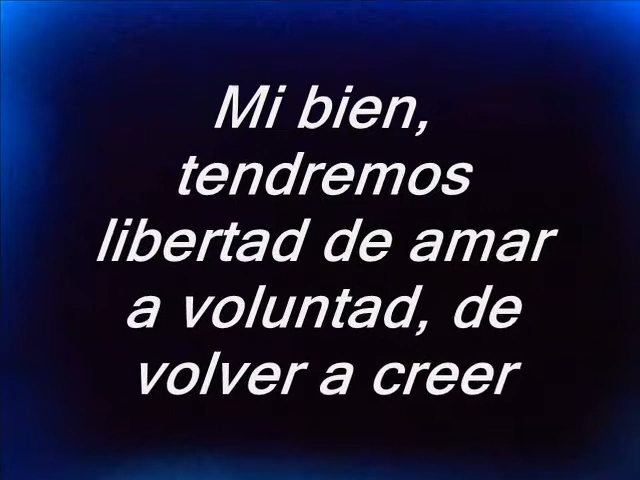 Mi bien,
tendremos
libertad de amar
a voluntad, de
volver a creer